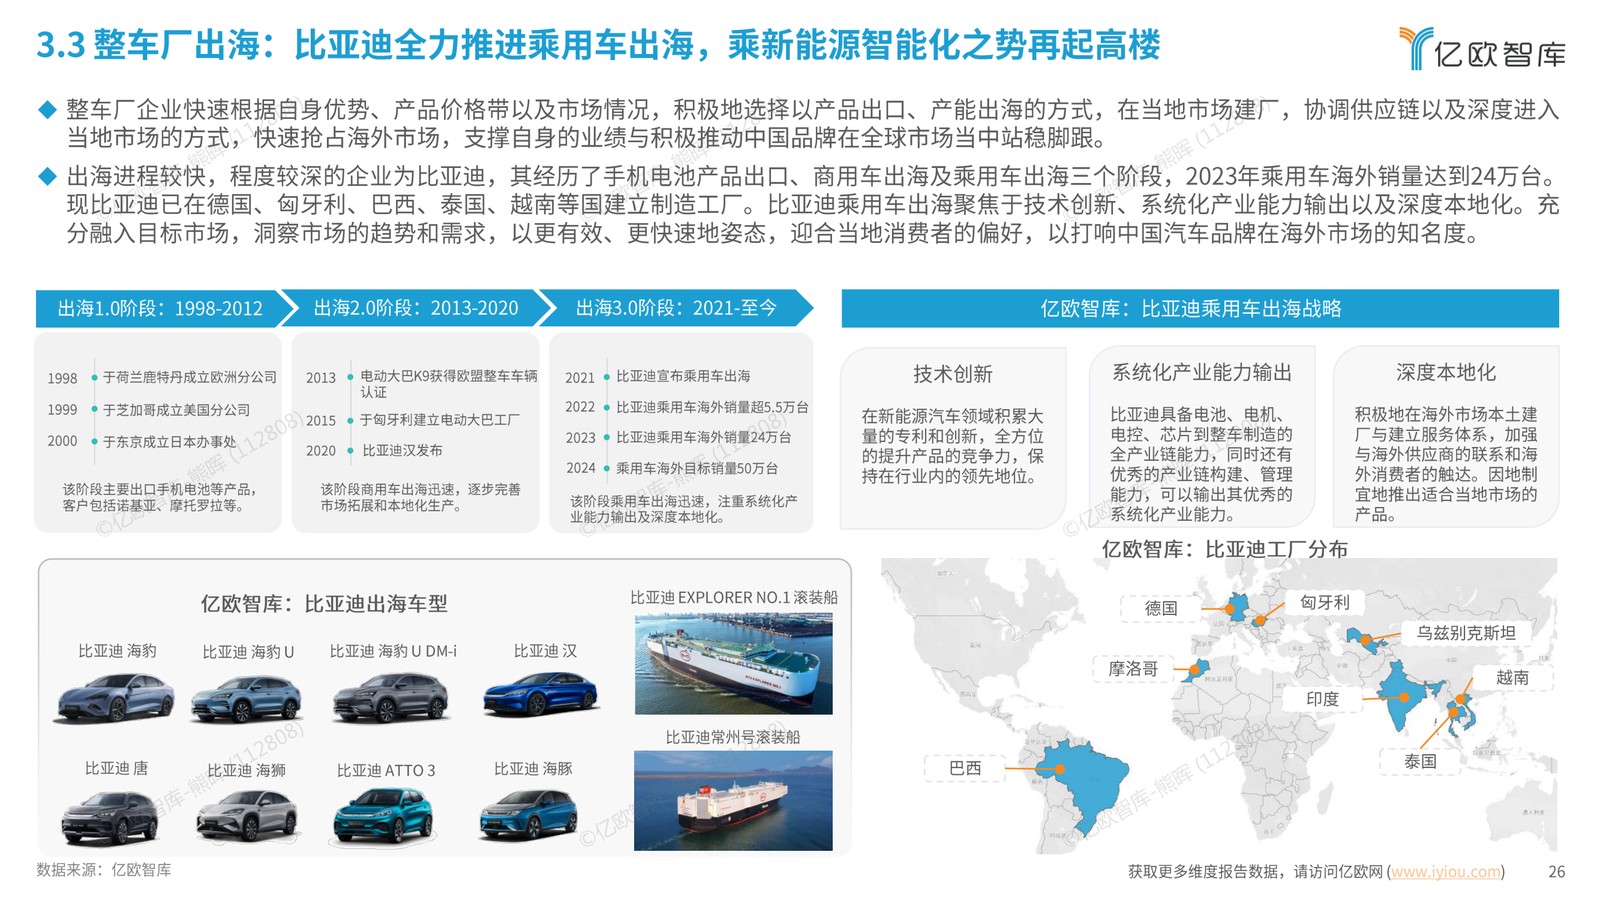 3.3 整车厂出海：比亚迪全力推进乘用车出海，乘新能源智能化之势再起高楼
亿欧智库
整车厂企业快速根据自身优势、产品价格带以及市场情况，积极地选择以产品出口、产能出海的方式，在当地市场建厂，协调供应链以及深度进入
当地市场的方式，快速抢占海外市场，支撑自身的业绩与积极推动中国品牌在全球市场当中站稳脚跟。
出海进程较快，程度较深的企业为比亚迪，其经历了手机电池产品出口、商用车出海及乘用车出海三个阶段，2023年乘用车海外销量达到24万台。
现比亚迪已在德国、匈牙利、巴西、泰国、越南等国建立制造工厂。比亚迪乘用车出海聚焦于技术创新、系统化产业能力输出以及深度本地化。充
分融入目标市场，洞察市场的趋势和需求，以更有效、更快速地姿态，迎合当地消费者的偏好，以打响中国汽车品牌在海外市场的知名度。
出海1.0阶段：1998-2012
出海2.0阶段：2013-2020
出海3.0阶段：2021-至今
1998 于荷兰鹿特丹成立欧洲分公司
1999 于芝加哥成立美国分公司
2000 于东京成立日本办事处
该阶段主要出口手机电池等产品，
客户包括诺基亚、摩托罗拉等。
2013 电动大巴K9获得欧盟整车车辆
认证
2015 于匈牙利建立电动大巴工厂
2020 比亚迪汉发布
该阶段商用车出海迅速，逐步完善
市场拓展和本地化生产。
2021 比亚迪宣布乘用车出海
2022 比亚迪乘用车海外销量超5.5万台
2023 比亚迪乘用车海外销量24万台
2024 乘用车海外目标销量50万台
该阶段乘用车出海迅速，注重系统化产
业能力输出及深度本地化。
亿欧智库：比亚迪乘用车出海战略
技术创新
在新能源汽车领域积累大
量的专利和创新，全方位
的提升产品的竞争力，保
持在行业内的领先地位。
系统化产业能力输出
比亚迪具备电池、电机、
电控、芯片到整车制造的
全产业链能力，同时还有
优秀的产业链构建、管理
能力，可以输出其优秀的
系统化产业能力。
深度本地化
积极地在海外市场本土建
厂与建立服务体系，加强
与海外供应商的联系和海
外消费者的触达。因地制
宜地推出适合当地市场的
产品。
亿欧智库：比亚迪出海车型
比亚迪 海豹
比亚迪 海豹 U
比亚迪 海豹 U DM-i
比亚迪 汉
比亚迪 唐
比亚迪 海狮
比亚迪 ATTO 3
比亚迪 海豚
比亚迪 EXPLORER NO.1 滚装船
比亚迪常州号滚装船
亿欧智库：比亚迪工厂分布
德国
匈牙利
乌兹别克斯坦
摩洛哥
越南
印度
泰国
巴西
©亿欧智库-熊晖 (112808)
数据来源：亿欧智库
获取更多维度报告数据，请访问亿欧网 (www.iyiou.com)
26